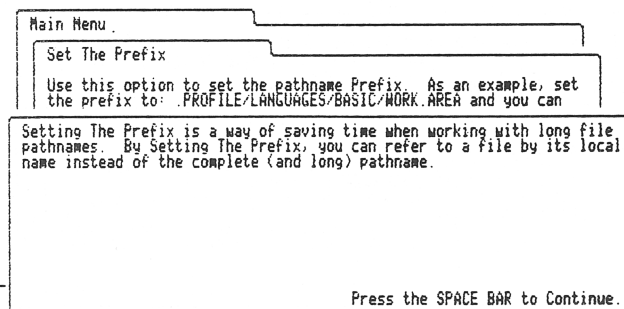 Main Menu
Set The Prefix
Use this option to set the pathname Prefix. As an example, set
the prefix to: .PROFILE/LANGUAGES/BASIC/WORK.AREA and you can
Setting The Prefix is a way of saving time when working with long file
pathnames. By Setting The Prefix, you can refer to a file by its local
name instead of the complete (and long) pathname.
Press the SPACE BAR to Continue.